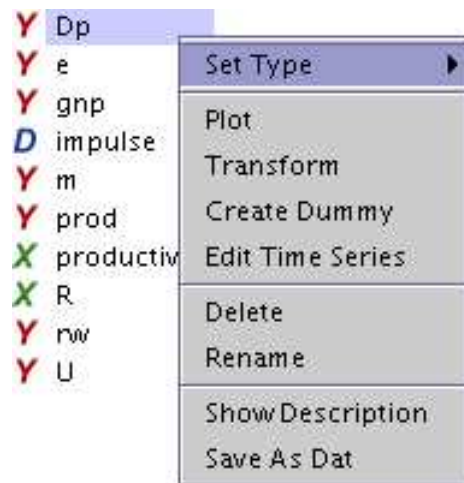 Y Dp
Y e
Y gnp
D impulse
Y m
Y prod
X productiv
X R
Y rw
Y U
Set Type
Plot
Transform
Create Dummy
Edit Time Series
Delete
Rename
Show Description
Save As Dat